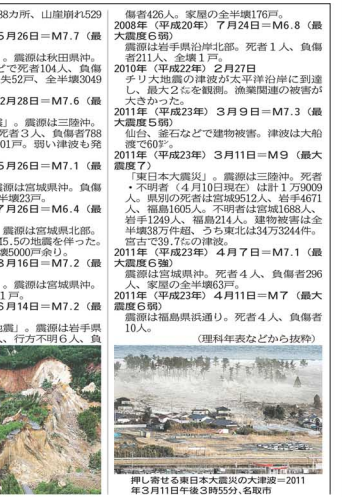 88カ所、山崖崩れ529
5月26日＝M7.7（最
。震源は秋田県沖。
どで死者104人、負傷
失52戸、全半壊3049
2月28日＝M7.6（最
」。震源は三陸沖。
死者３人、負傷者788
01戸。弱い津波も発
5月26日＝M7.1（最
震源は宮城県沖。負傷
半壊23戸。
7月26日＝M6.4（最
震源は宮城県北部。
M5.5の地震を伴った。
壊5000戸余り。
8月16日＝M7.2（最
。震源は宮城県沖。
1戸。
6月14日＝M7.2（最
地震」。震源は岩手県
人、行方不明６人、負
傷者426人。家屋の全半壊176戸。
2008年（平成20年）７月24日＝M6.8（最
大震度６弱）
震源は岩手県沿岸北部。死者１人、負傷
者211人、全壊１戸。
2010年（平成22年）２月27日
チリ大地震の津波が太平洋沿岸に到達
し、最大２㍍を観測。漁業関連の被害が
大きかった。
2011年（平成23年）３月９日＝M7.3（最
大震度５弱）
仙台、釜石などで建物被害。津波は大船
渡で60㌢。
2011年（平成23年）３月11日＝M９（最大
震度７）
「東日本大震災」。震源は三陸沖。死者
・不明者（４月10日現在）は計１万9009
人。県別の死者は宮城9512人、岩手4671
人、福島1605人。不明者は宮城1688人、
岩手1249人、福島214人。建物被害は全
半壊38万件超、うち東北は34万3244件。
宮古で39.7㍍の津波。
2011年（平成23年）４月７日＝M7.1（最
大震度６強）
震源は宮城県沖。死者４人、負傷者296
人、家屋の全半壊63戸。
2011年（平成23年）４月11日＝M７（最大
震度６弱）
震源は福島県浜通り。死者４人、負傷者
10人。
（理科年表などから抜粋）
押し寄せる東日本大震災の大津波＝2011
年３月11日午後３時55分、名取市